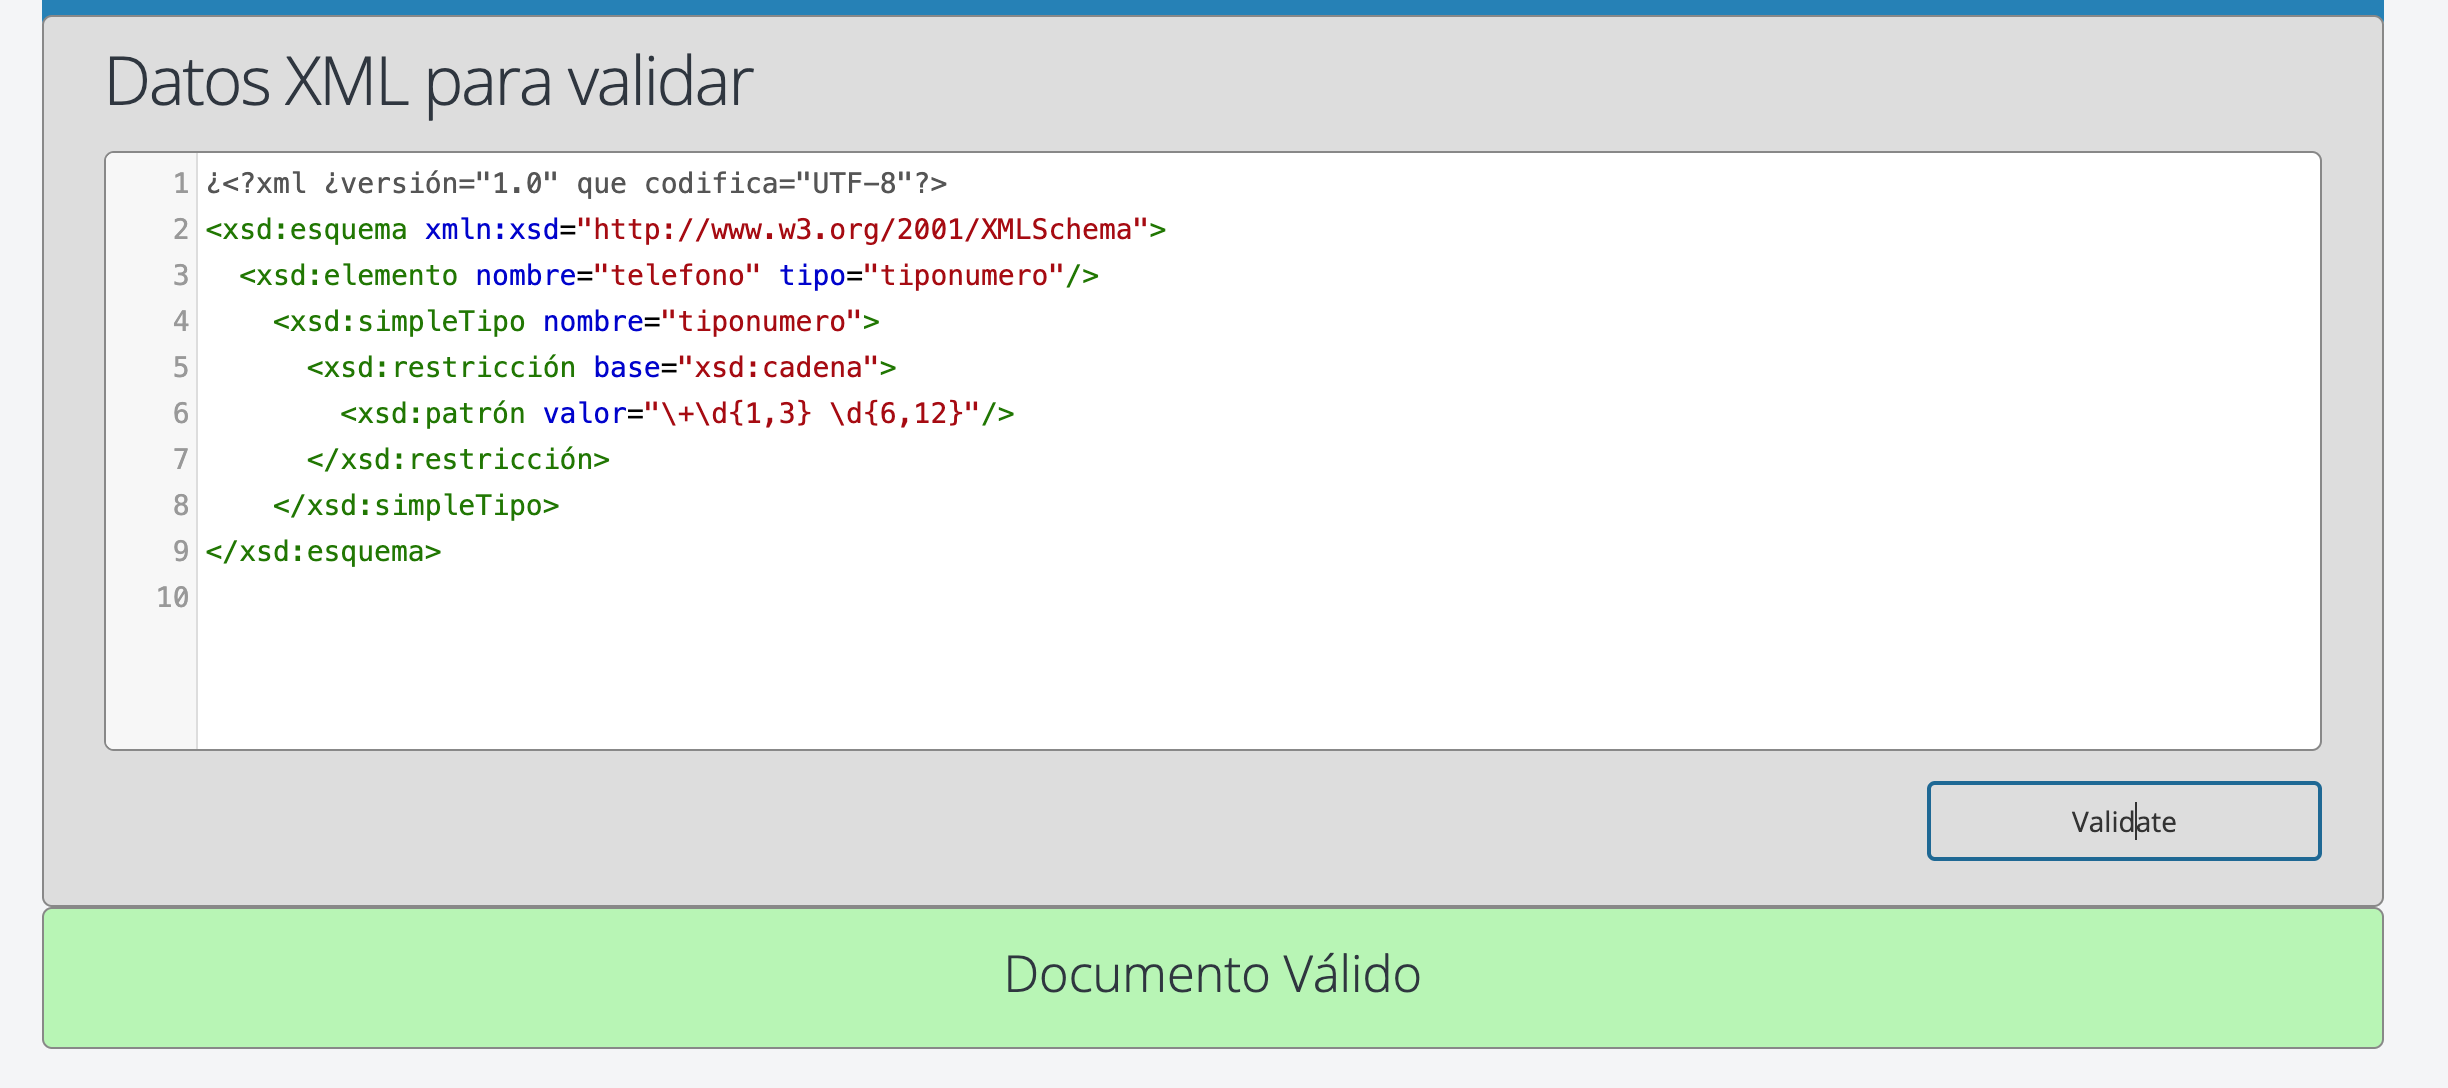 Datos XML para validar
1 ¿<?xml ¿versión="1.0" que codifica="UTF-8"?>
2 <xsd:esquema xmln:xsd="http://www.w3.org/2001/XMLSchema">
3 <xsd:elemento nombre="telefono" tipo="tiponumero"/>
4 <xsd:simpleTipo nombre="tiponumero">
5 <xsd:restricción base="xsd:cadena">
6 <xsd:patrón valor="\+\d{1,3} \d{6,12}"/>
7 </xsd:restricción>
8 </xsd:simpleTipo>
9 </xsd:esquema>
10
Validate
Documento Válido